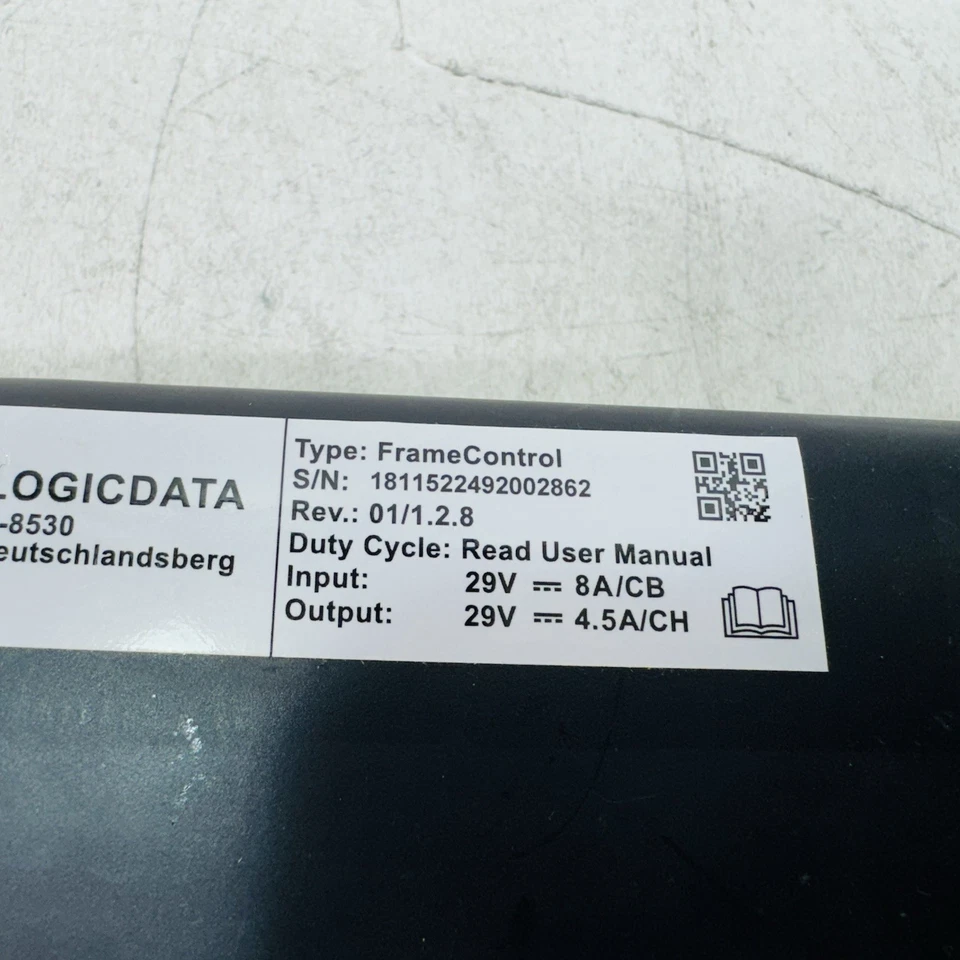 LOGICDATA
-8530
eutschlandsberg
Type: FrameControl
S/N: 1811522492002862
Rev.: 01/1.2.8
Duty Cycle: Read User Manual
Input: 29V ⎓ 8A/CB
Output: 29V ⎓ 4.5A/CH